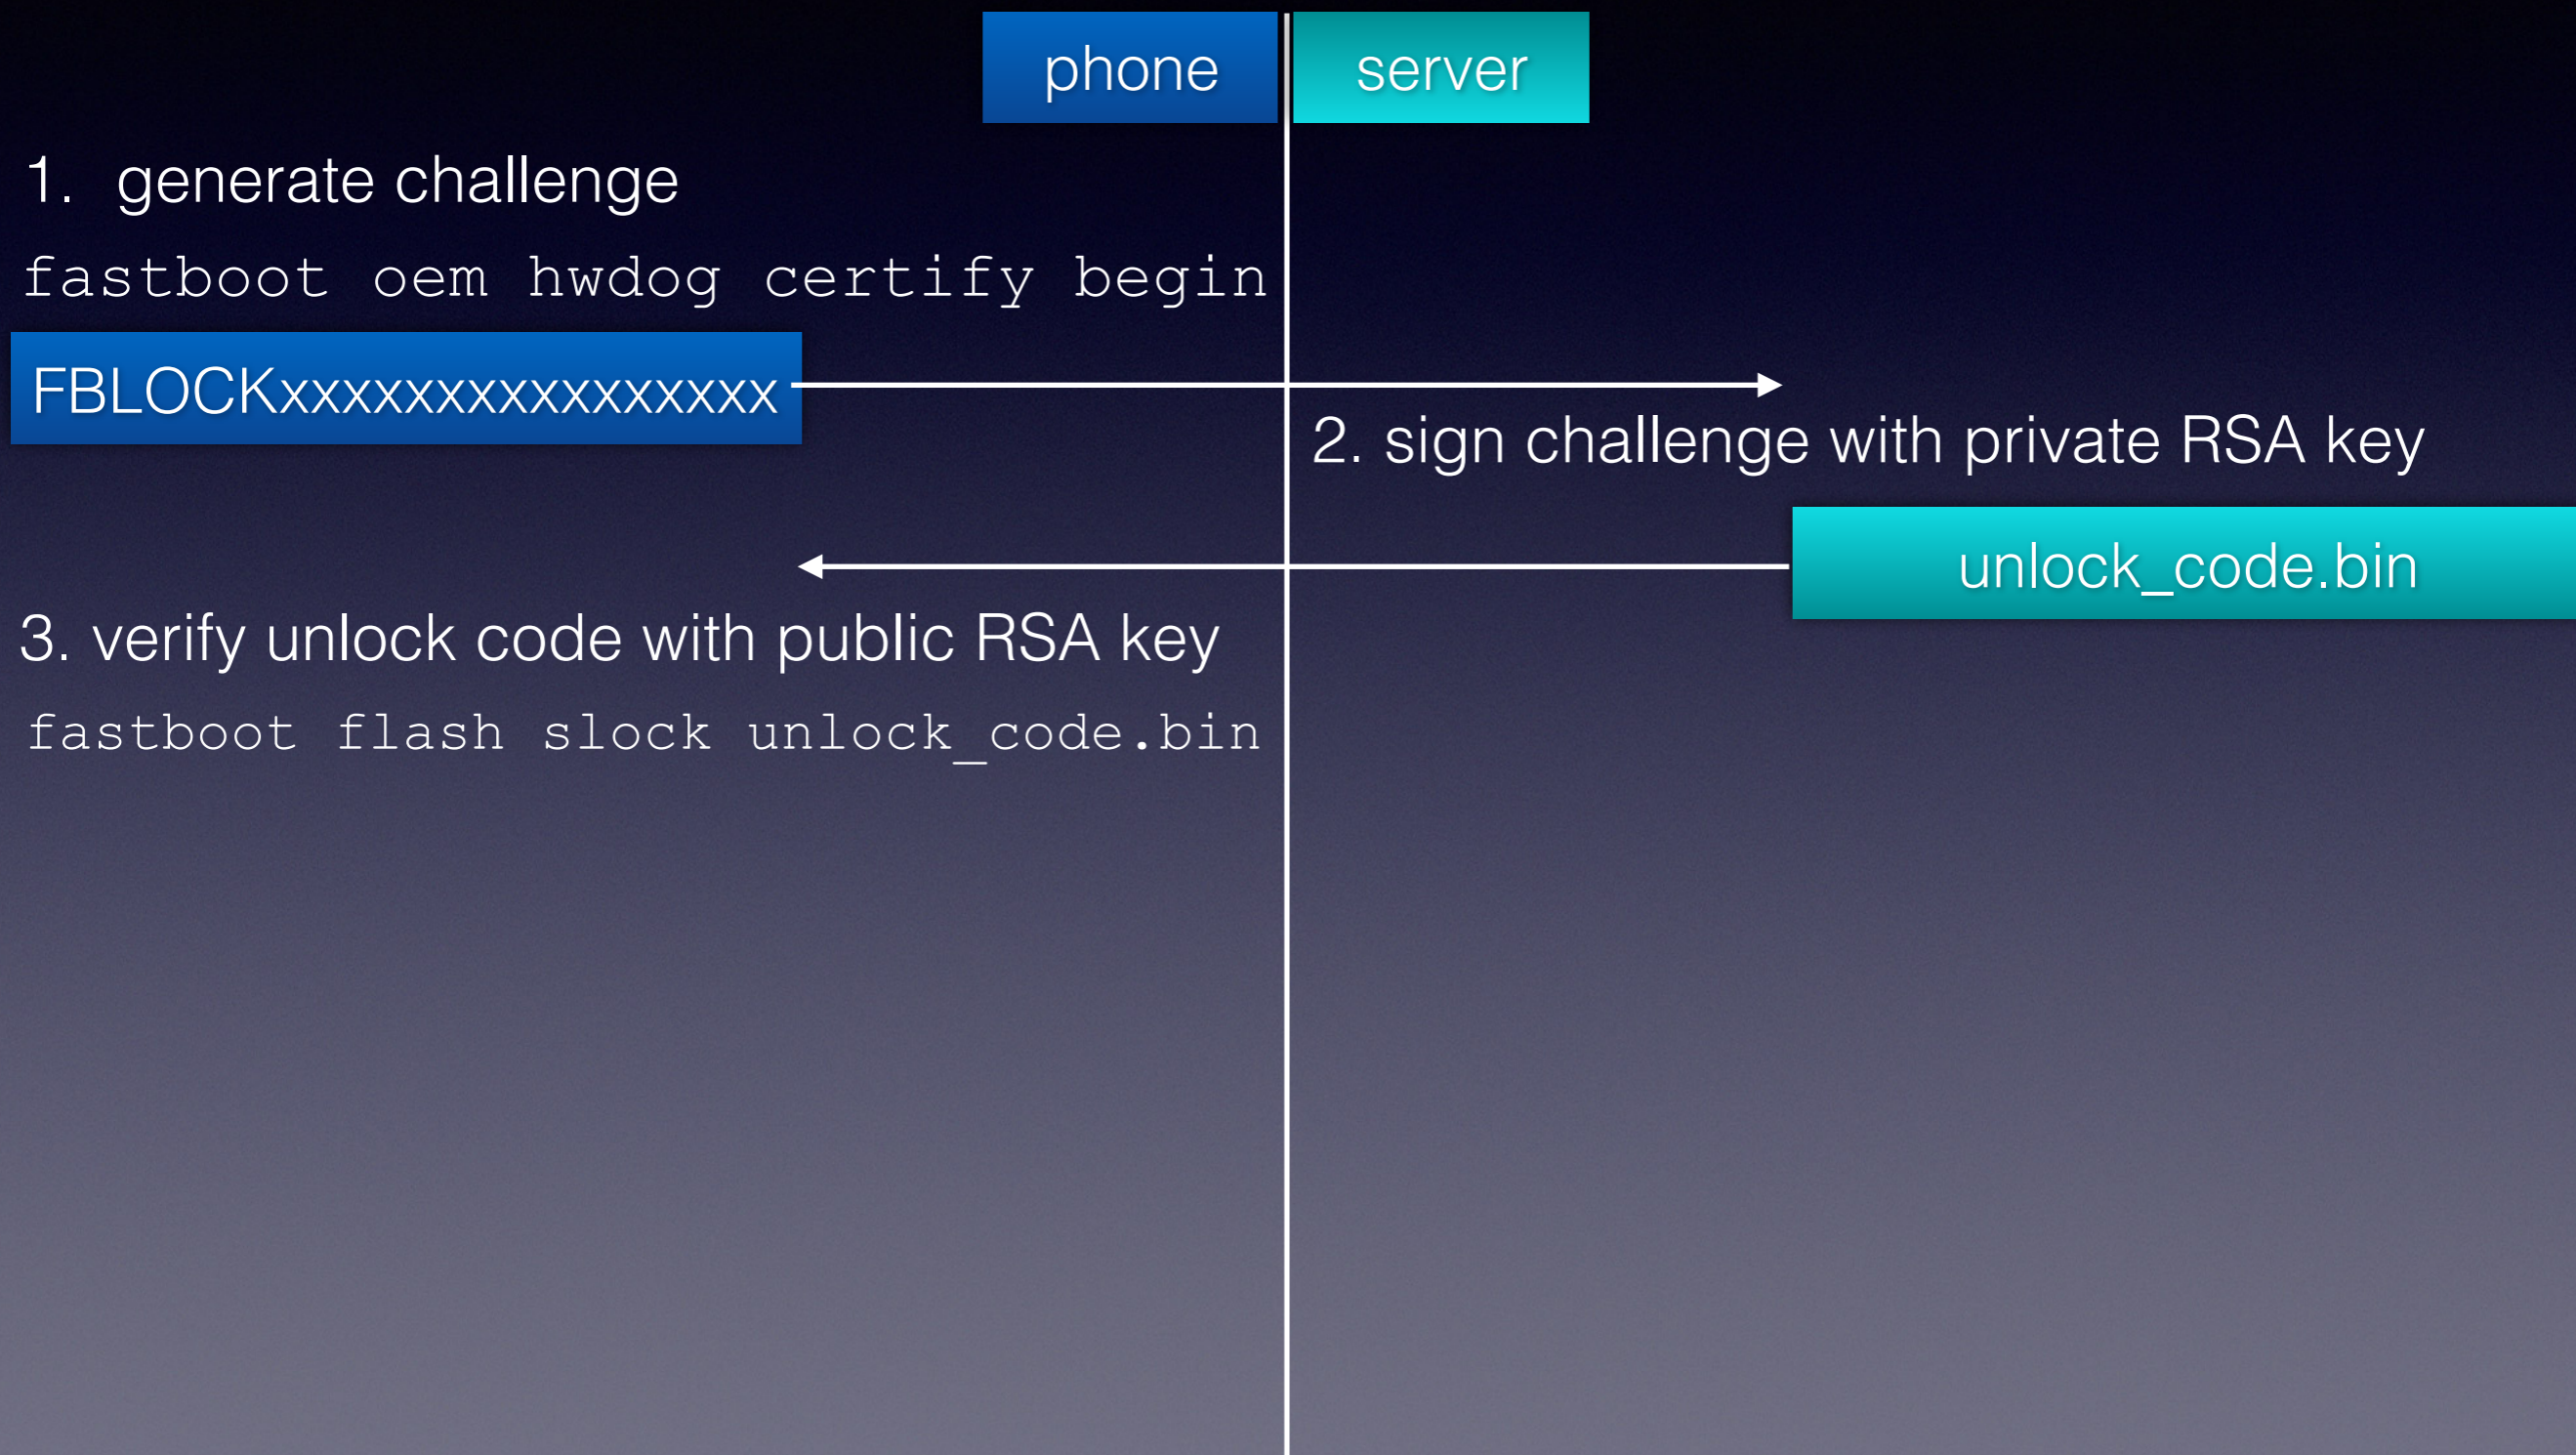 phone
server
1. generate challenge
fastboot oem hwdog certify begin
FBLOCKxxxxxxxxxxxxxxxx
2. sign challenge with private RSA key
unlock_code.bin
3. verify unlock code with public RSA key
fastboot flash slock unlock_code.bin